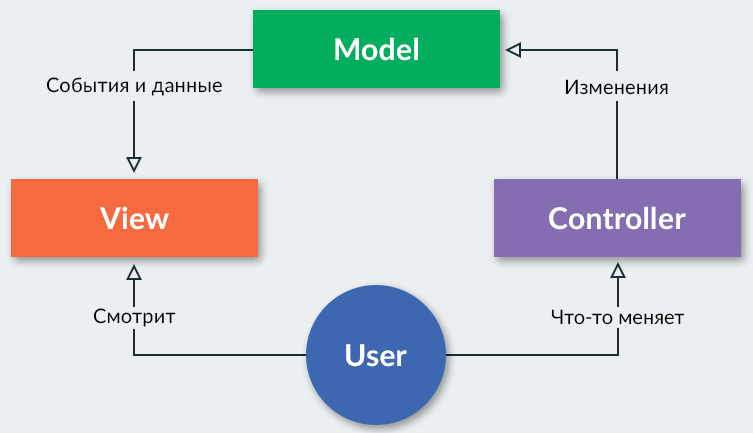 Model
События и данные
Изменения
View
Controller
Смотрит
Что-то меняет
User